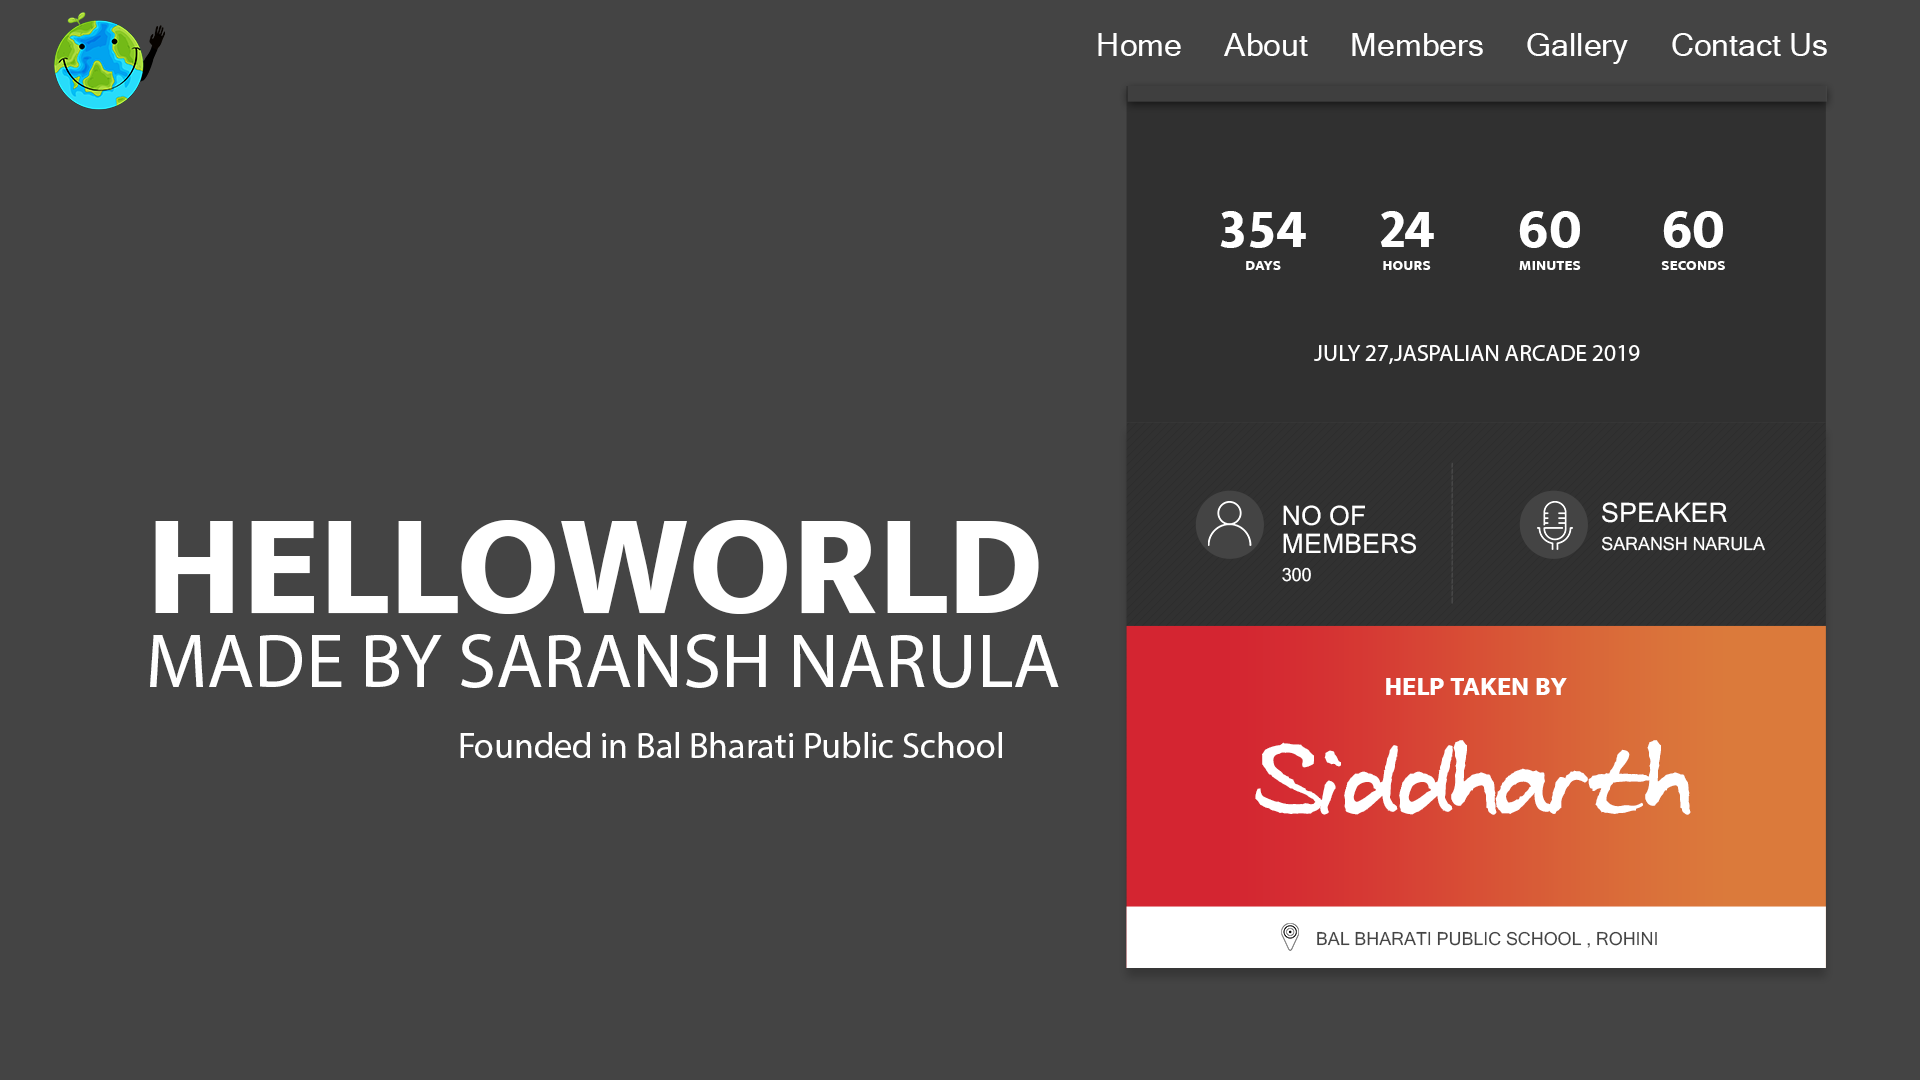 Home About Members Gallery Contact Us
354 24 60 60
DAYS HOURS MINUTES SECONDS
JULY 27,JASPALIAN ARCADE 2019
NO OF
MEMBERS
300
SPEAKER
SARANSH NARULA
HELLOWORLD
MADE BY SARANSH NARULA
Founded in Bal Bharati Public School
HELP TAKEN BY
Siddharth
BAL BHARATI PUBLIC SCHOOL , ROHINI